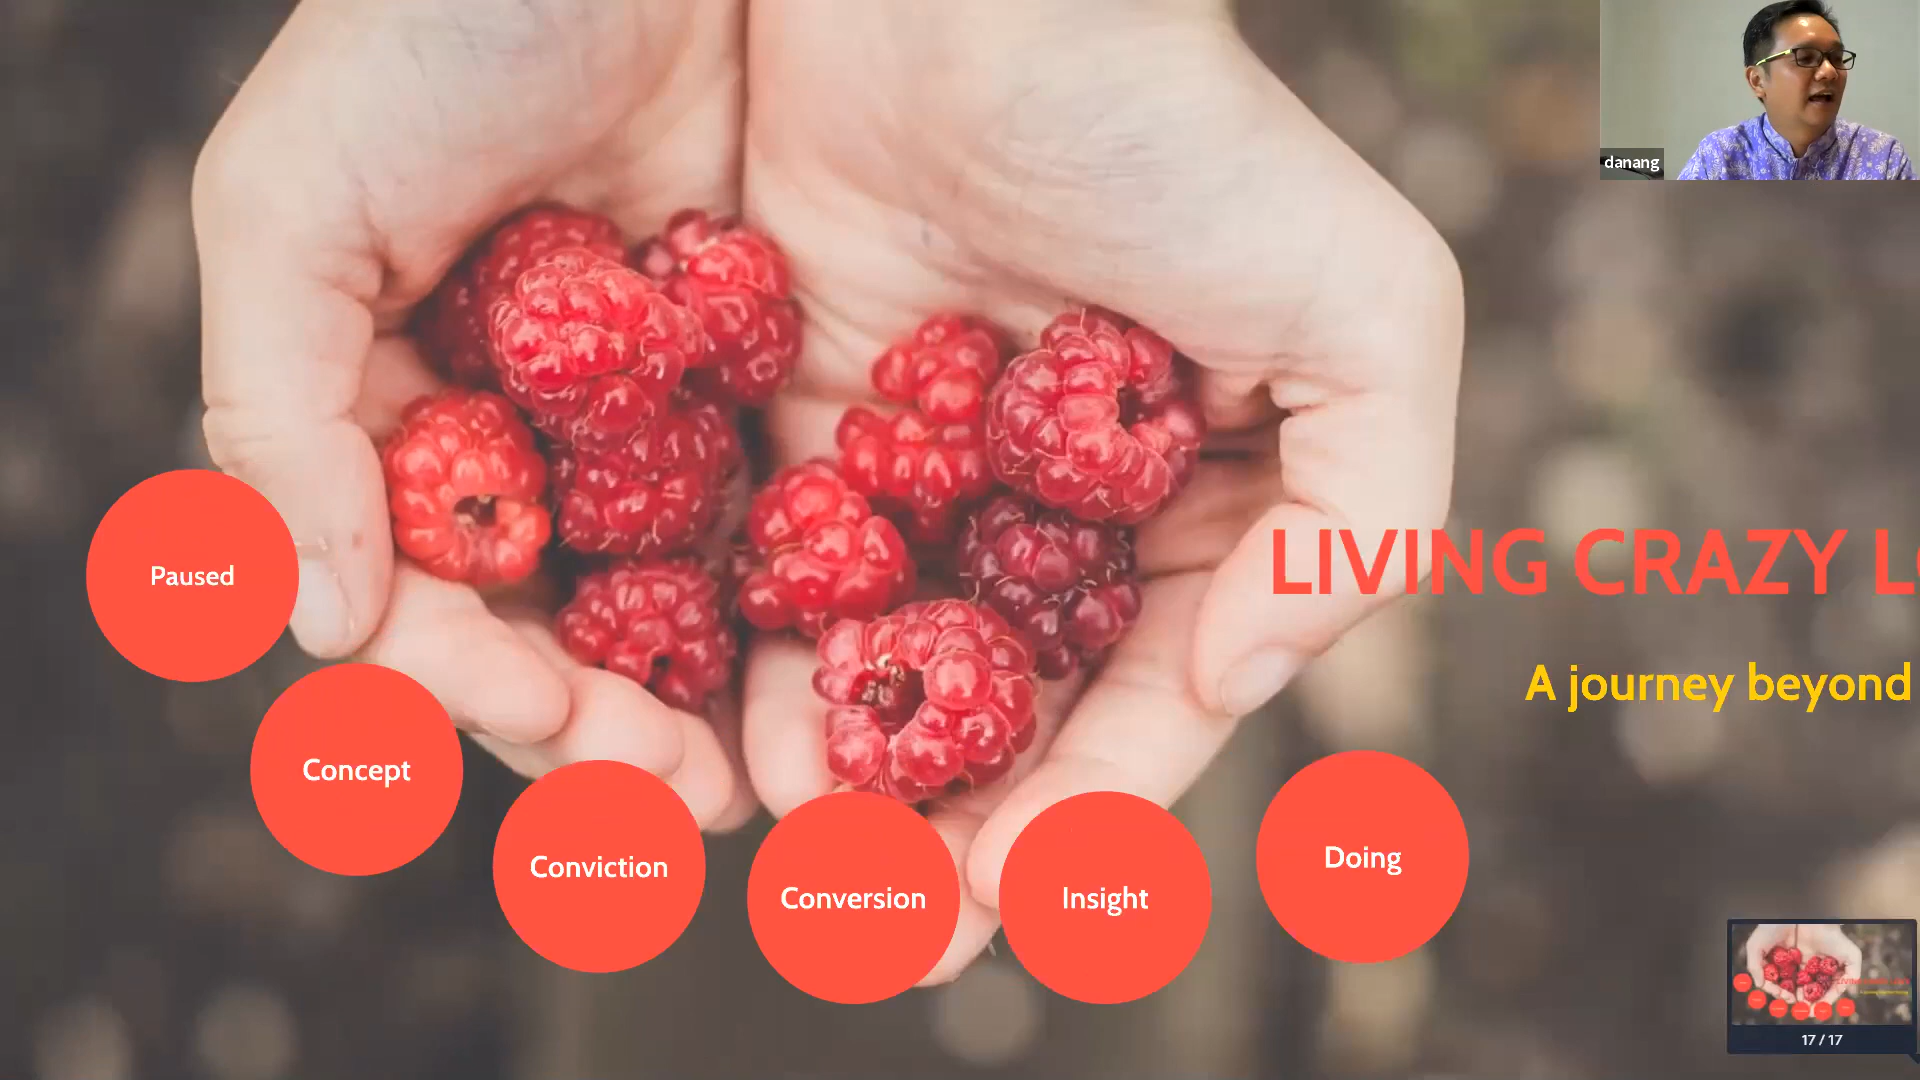 danang
LIVING CRAZY L
A journey beyond
Paused
Concept
Conviction
Conversion
Insight
Doing
17 / 17